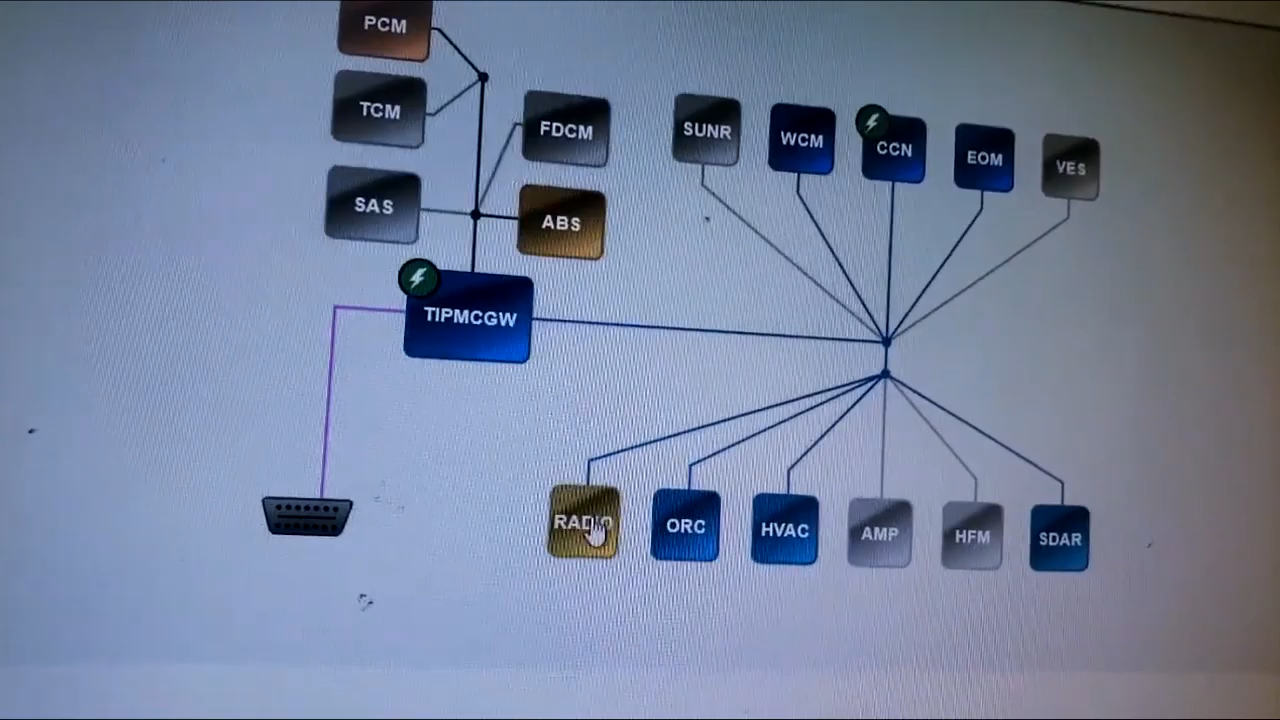 PCM
TCM
FDCM
SUNR
WCM
CCN
EOM
VES
SAS
ABS
TIPMCGW
RADIO
ORC
HVAC
AMP
HFM
SDAR